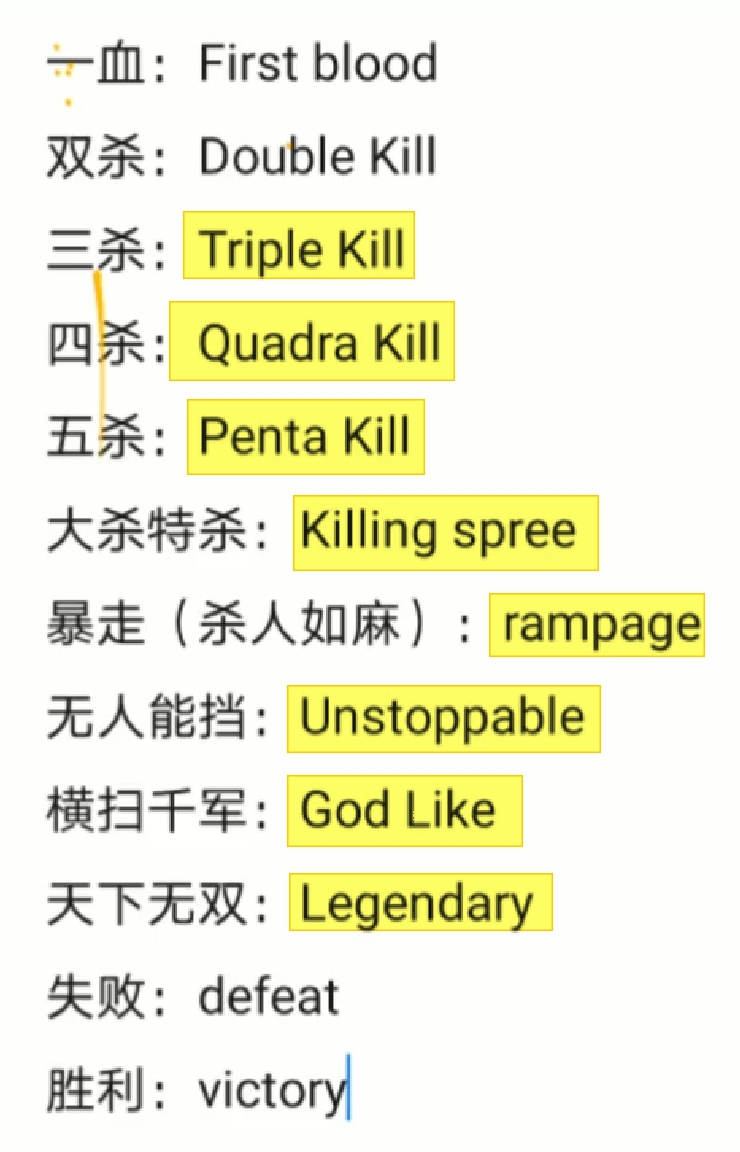 一血：First blood
双杀：Double Kill
三杀：Triple Kill
四杀：Quadra Kill
五杀：Penta Kill
大杀特杀：Killing spree
暴走（杀人如麻）：rampage
无人能挡：Unstoppable
横扫千军：God Like
天下无双：Legendary
失败：defeat
胜利：victory